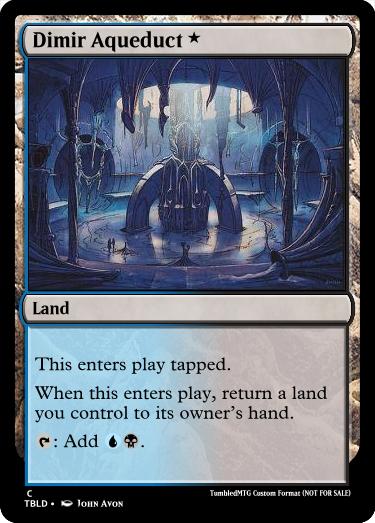 Dimir Aqueduct ★
Land
This enters play tapped.
When this enters play, return a land
you control to its owner's hand.
: Add .
C
TBLD • John Avon
TumbledMTG Custom Format (NOT FOR SALE)